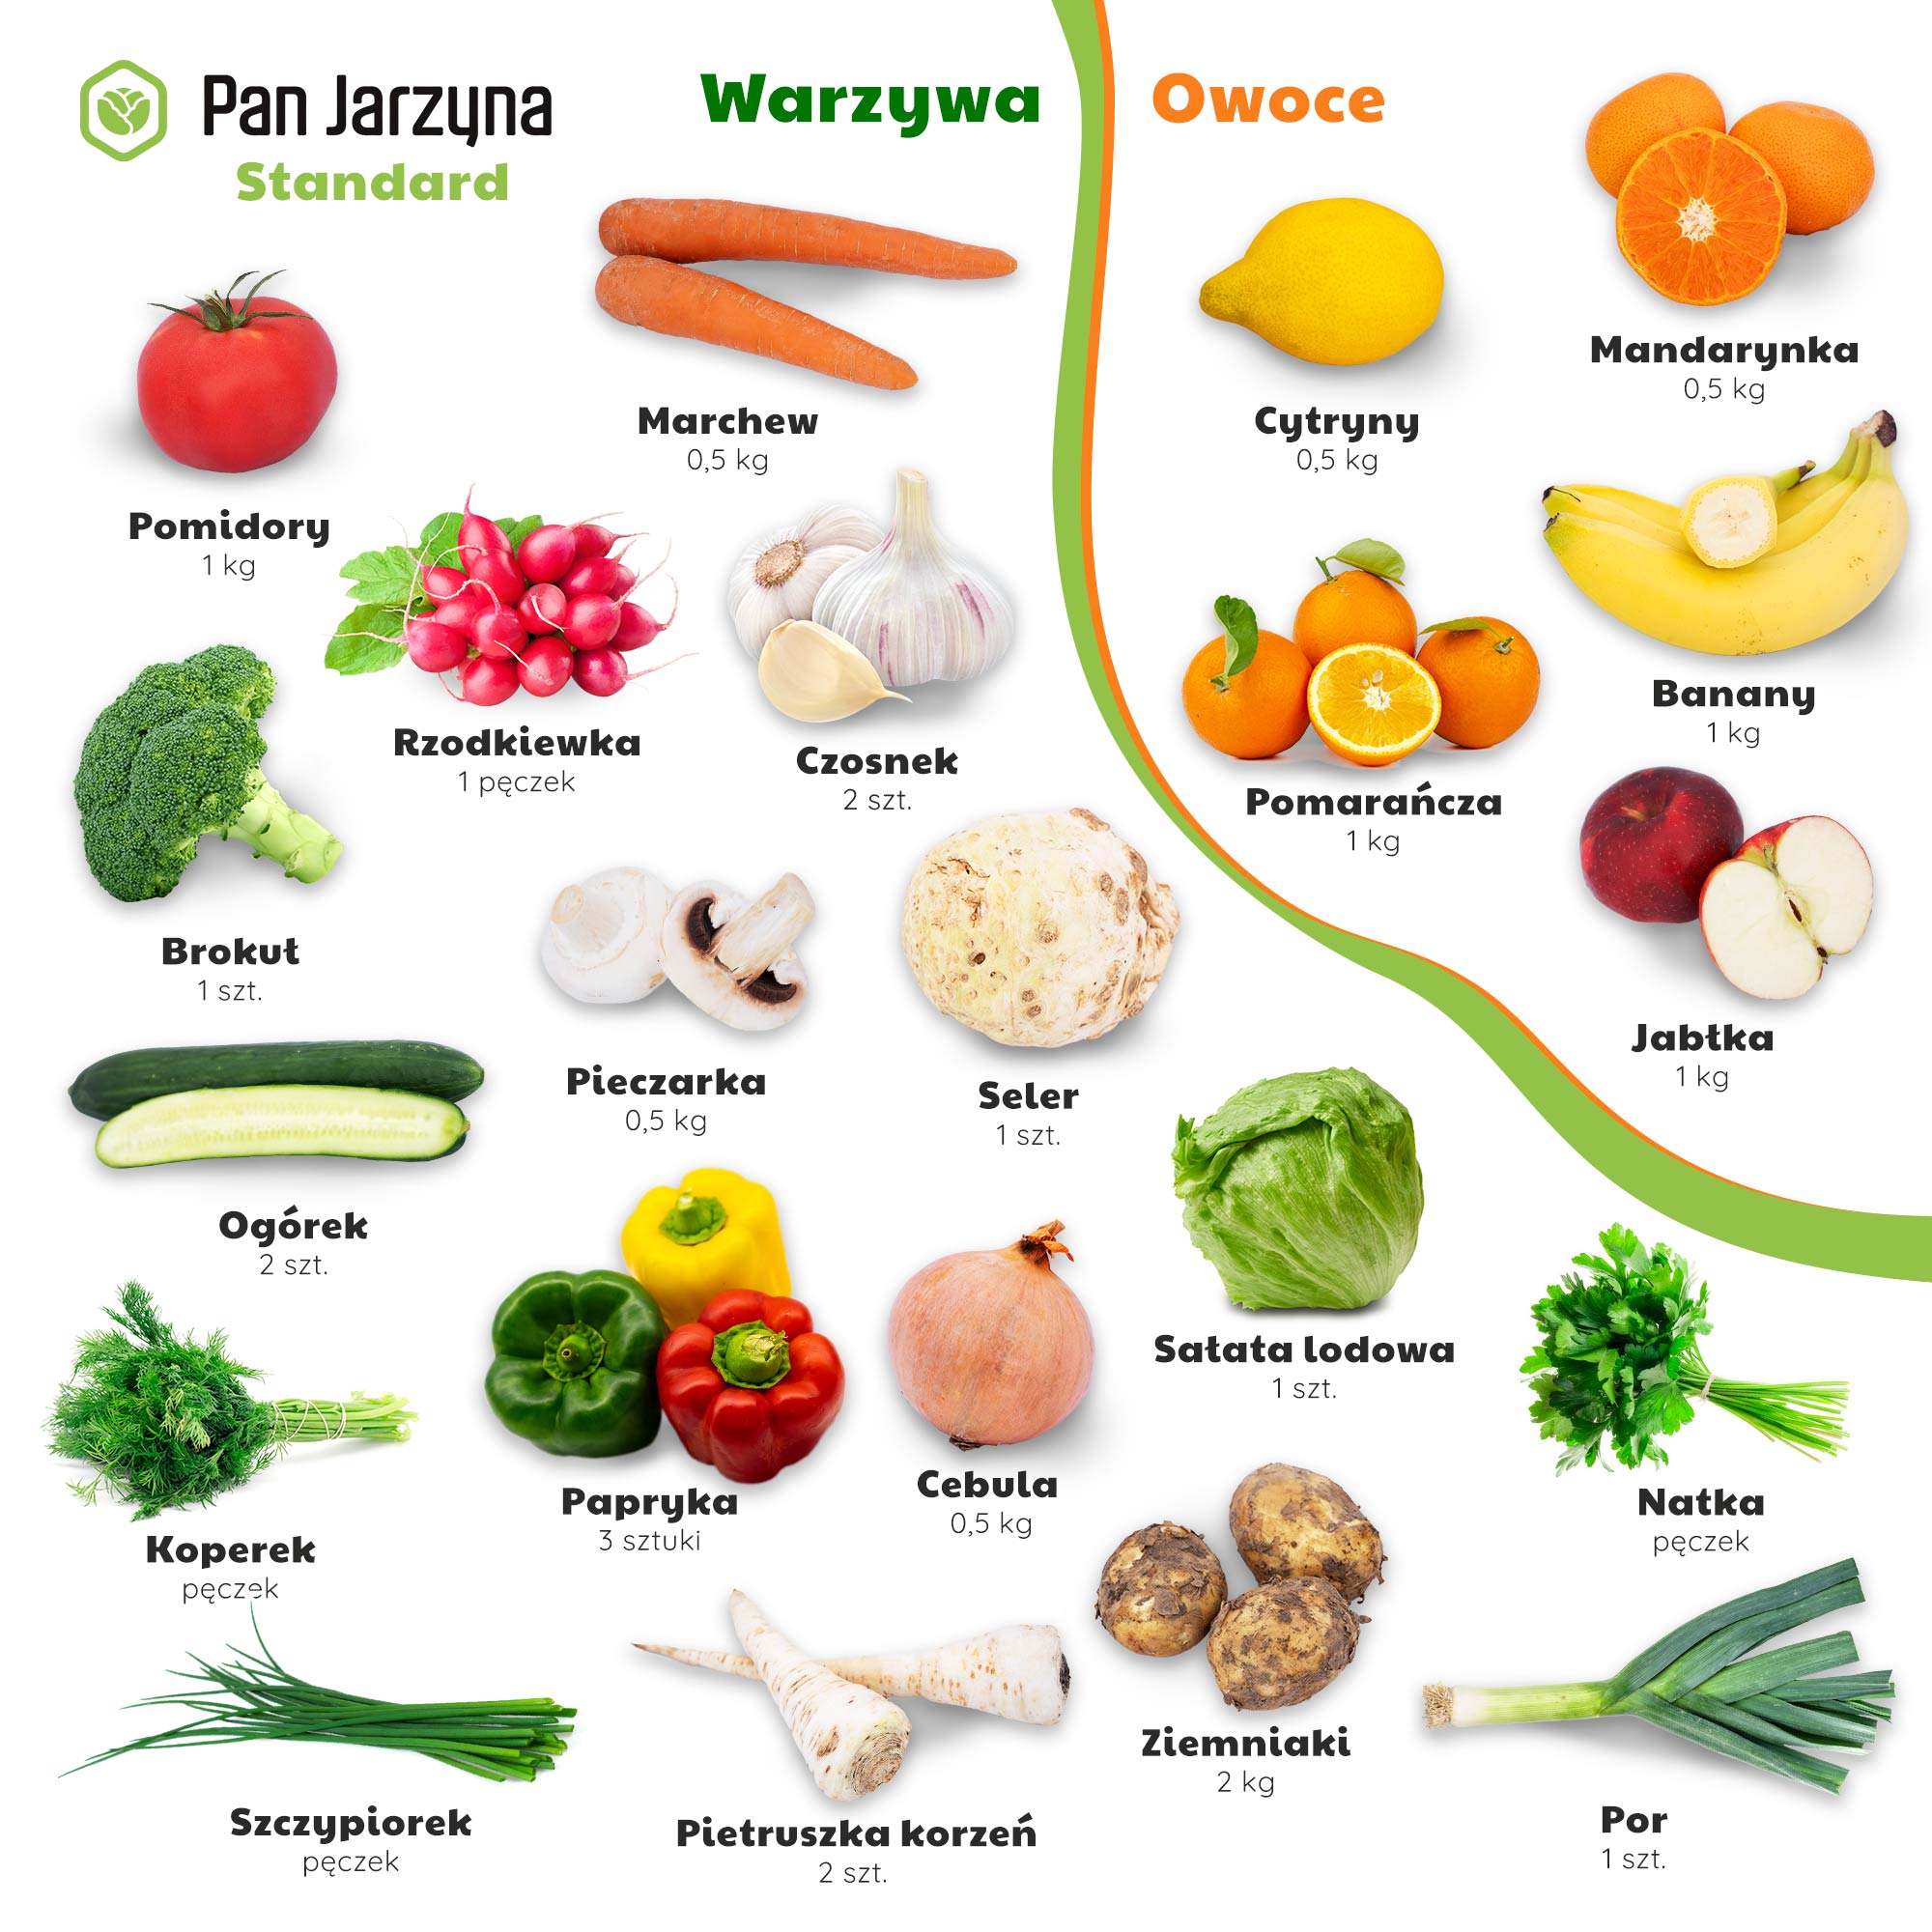 Pan Jarzyna
Standard
Warzywa
Owoce
Marchew
0,5 kg
Pomidory
1 kg
Rzodkiewka
1 pęczek
Czosnek
2 szt.
Brokuł
1 szt.
Pieczarka
0,5 kg
Seler
1 szt.
Ogórek
2 szt.
Sałata lodowa
1 szt.
Koperek
pęczek
Papryka
3 sztuki
Cebula
0,5 kg
Natka
pęczek
Szczypiorek
pęczek
Pietruszka korzeń
2 szt.
Ziemniaki
2 kg
Por
1 szt.
Cytryny
0,5 kg
Mandarynka
0,5 kg
Banany
1 kg
Pomarańcza
1 kg
Jabłka
1 kg